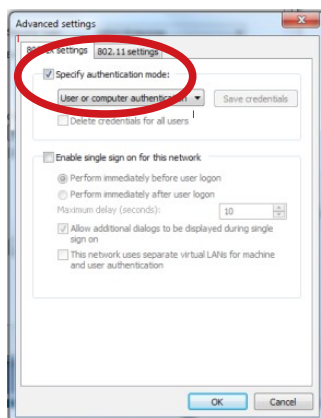 Advanced settings
settings 802.11 settings
Specify authentication mode:
User or computer authentication Save credentials
Delete credentials for all users
Enable single sign on for this network
Perform immediately before user logon
Perform immediately after user logon
Maximum delay (seconds): 10
Allow additional dialogs to be displayed during single
sign on
This network uses separate virtual LANs for machine
and user authentication
OK Cancel